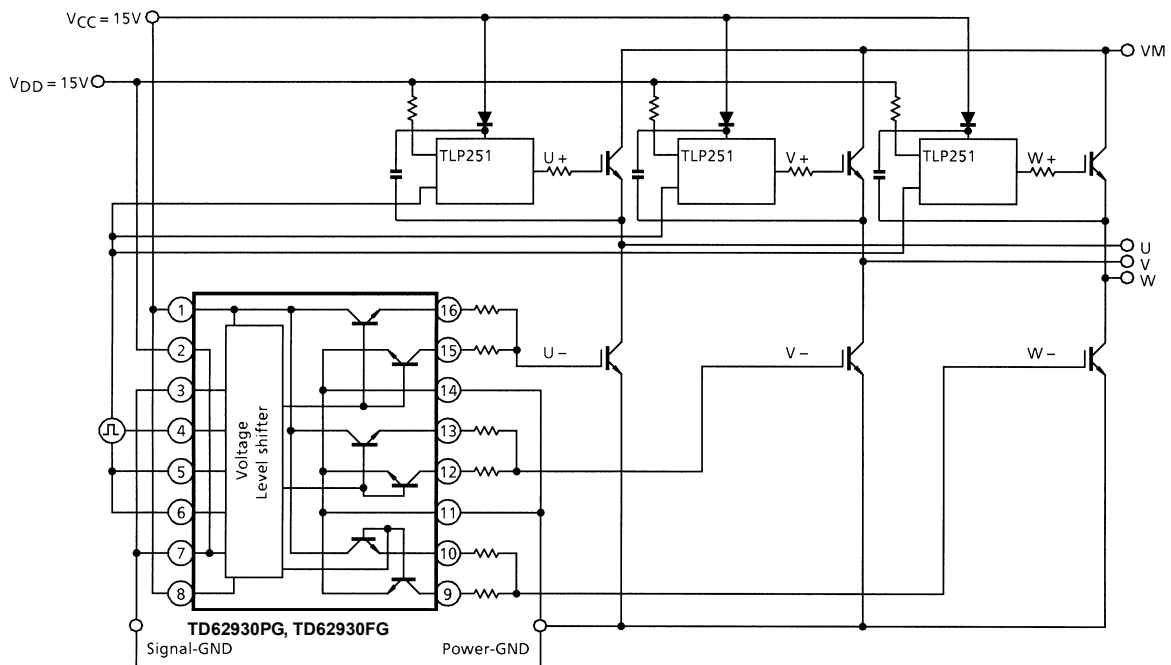 VCC = 15V
VM
VDD = 15V
TLP251
U +
TLP251
V +
TLP251
W +
U
V
W
1
16
2
15
U −
V −
W −
3
14
4
13
Voltage
Level shifter
5
12
6
11
7
10
8
9
TD62930PG, TD62930FG
Signal-GND
Power-GND